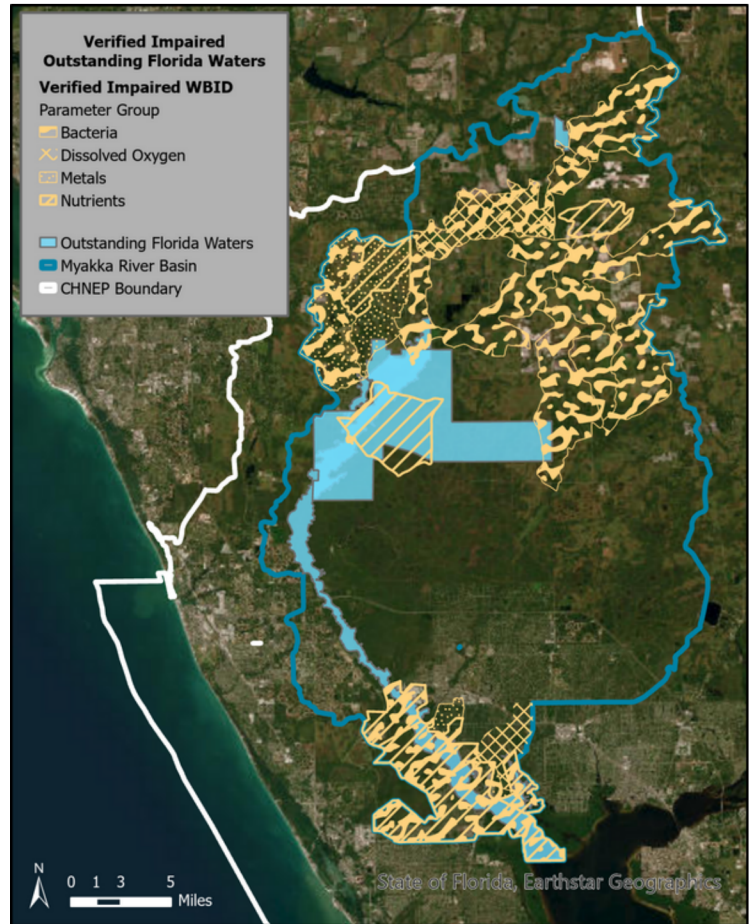 Verified Impaired
Outstanding Florida Waters
Verified Impaired WBID
Parameter Group
Bacteria
Dissolved Oxygen
Metals
Nutrients
Outstanding Florida Waters
Myakka River Basin
CHNEP Boundary
N
0 1 3 5
Miles
State of Florida, Earthstar Geographics